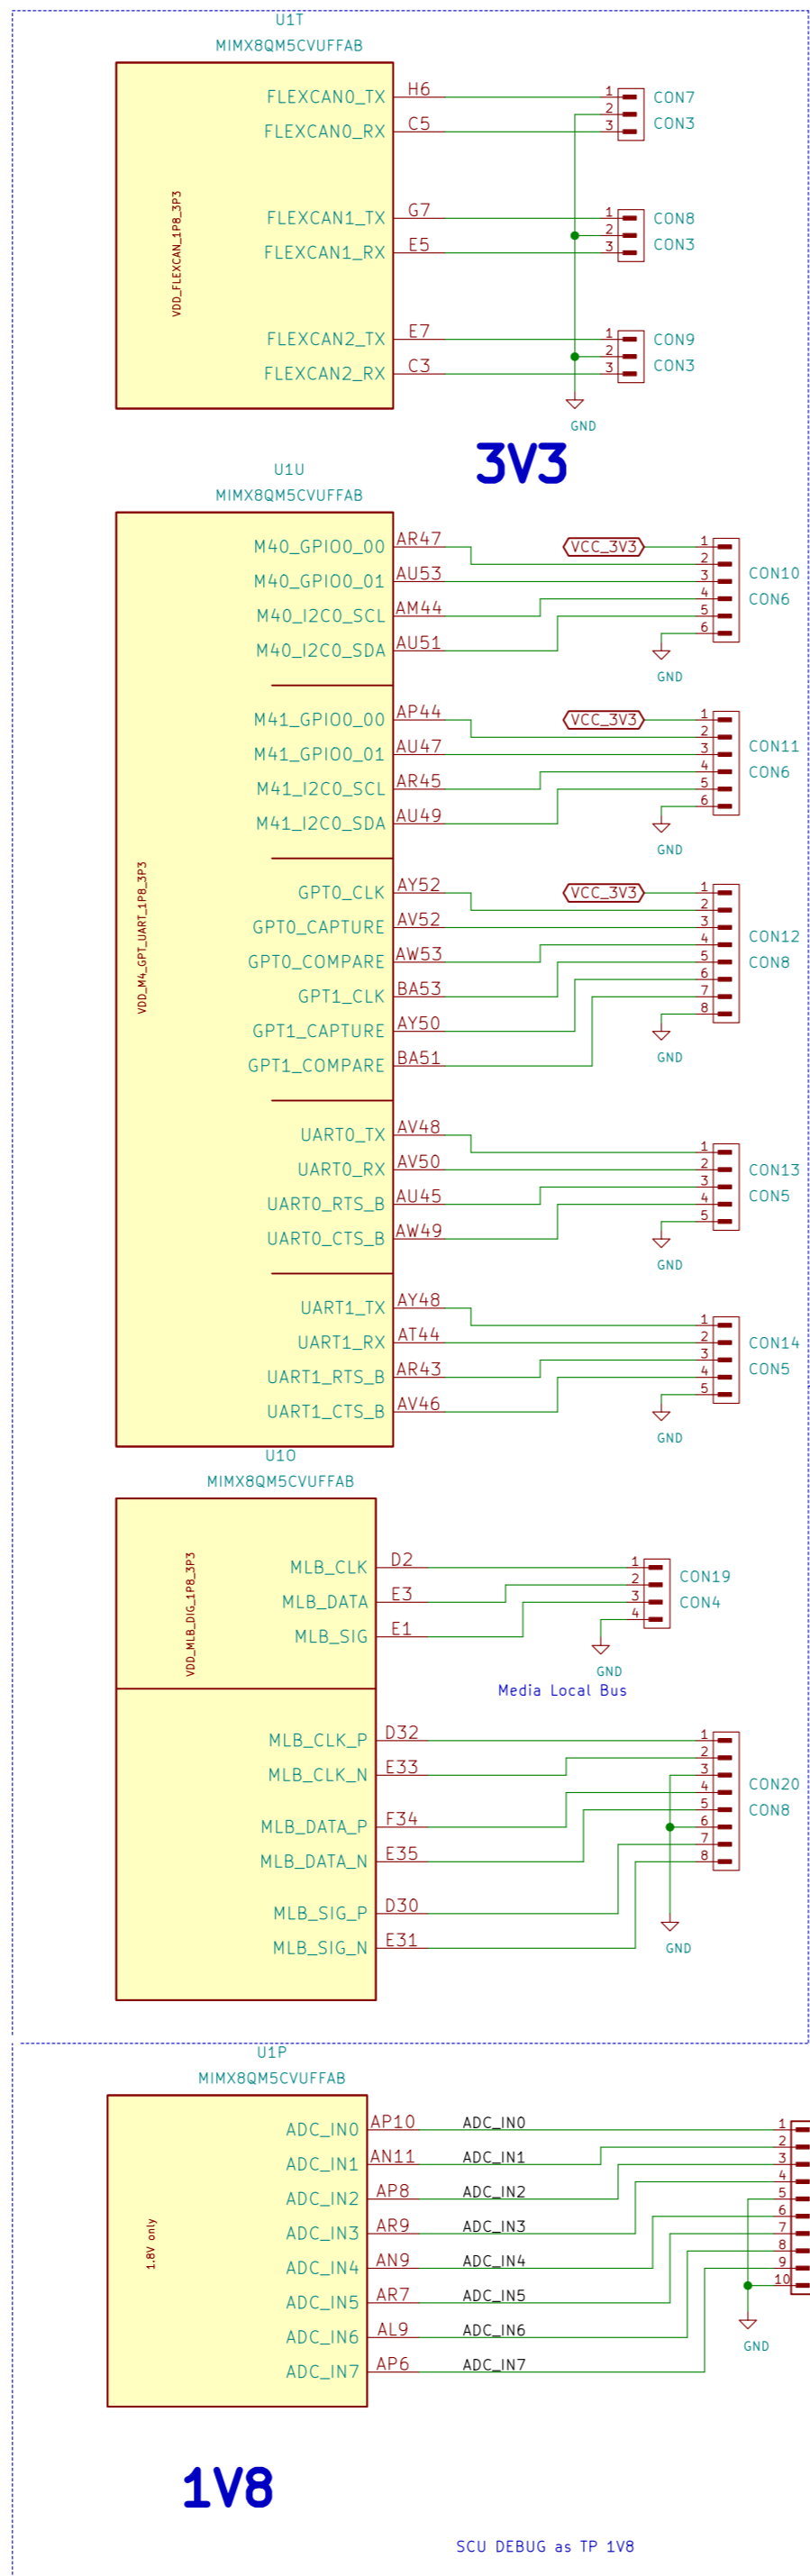 U1T
MIMX8QM5CVUFFAB
VDD_FLEXCAN_1P8_3P3
FLEXCAN0_TX H6 1 CON7
2
FLEXCAN0_RX C5 3 CON3
FLEXCAN1_TX G7 1 CON8
2
FLEXCAN1_RX E5 3 CON3
FLEXCAN2_TX E7 1 CON9
2
FLEXCAN2_RX C3 3 CON3
GND
3V3
U1U
MIMX8QM5CVUFFAB
VDD_M4_GPT_UART_1P8_3P3
M40_GPIO0_00 AR47 VCC_3V3 1
2
M40_GPIO0_01 AU53 3 CON10
4 CON6
M40_I2C0_SCL AM44 5
6
M40_I2C0_SDA AU51
GND
M41_GPIO0_00 AP44 VCC_3V3 1
2
M41_GPIO0_01 AU47 3 CON11
4 CON6
M41_I2C0_SCL AR45 5
6
M41_I2C0_SDA AU49
GND
GPT0_CLK AY52 VCC_3V3 1
2
GPT0_CAPTURE AV52 3 CON12
4
GPT0_COMPARE AW53 5 CON8
6
GPT1_CLK BA53 7
8
GPT1_CAPTURE AY50
GND
GPT1_COMPARE BA51
UART0_TX AV48
1
UART0_RX AV50 2 CON13
3
UART0_RTS_B AU45 4 CON5
5
UART0_CTS_B AW49
GND
UART1_TX AY48
1
UART1_RX AT44 2 CON14
3
UART1_RTS_B AR43 4 CON5
5
UART1_CTS_B AV46
GND
U1O
MIMX8QM5CVUFFAB
VDD_MLB_DIG_1P8_3P3
MLB_CLK D2 1 CON19
2
MLB_DATA E3 3 CON4
4
MLB_SIG E1
GND
Media Local Bus
MLB_CLK_P D32 1
2
MLB_CLK_N E33 3 CON20
4
5 CON8
MLB_DATA_P F34 6
7
MLB_DATA_N E35 8
MLB_SIG_P D30
MLB_SIG_N E31
GND
U1P
MIMX8QM5CVUFFAB
1.8V only
ADC_IN0 AP10 ADC_IN0 1
2
ADC_IN1 AN11 ADC_IN1 3
4
ADC_IN2 AP8 ADC_IN2 5
6
ADC_IN3 AR9 ADC_IN3 7
8
ADC_IN4 AN9 ADC_IN4 9
10
ADC_IN5 AR7 ADC_IN5
ADC_IN6 AL9 ADC_IN6
GND
ADC_IN7 AP6 ADC_IN7
1V8
SCU DEBUG as TP 1V8